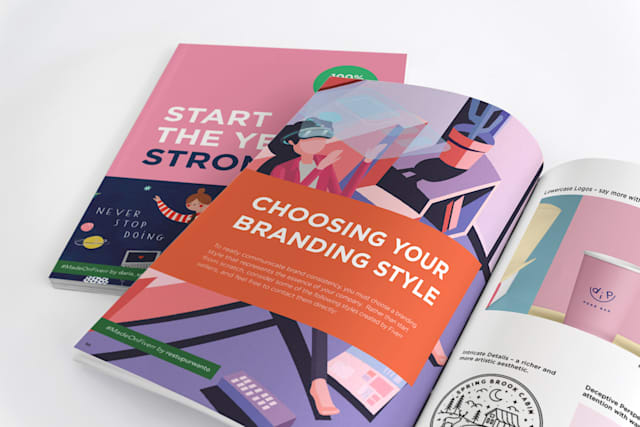 100%
START
THE YE
STRON
NEVER
STOP
DOING
#MadeOnFiverr by daria_
CHOOSING YOUR
BRANDING STYLE
To really communicate brand consistency, you must choose a branding
style that represents the essence of your company. Rather than start
from scratch, consider some of the following styles created by Fiverr
sellers, and feel free to contact them directly!
#MadeOnFiverr by restupurwanto
Lowercase Logos – say more with
dip
Intricate Details – a richer and
more artistic aesthetic.
SPRING BROOK CABIN
Deceptive Perspe
attention with v